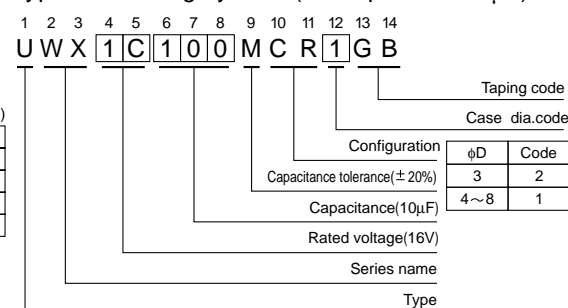 1 2 3 4 5 6 7 8 9 10 11 12 13 14
U W X 1 C 1 0 0 M C R 1 G B
Taping code
Case dia.code
Configuration
φD Code
3 2
4～8 1
Capacitance tolerance(±20%)
Capacitance(10μF)
Rated voltage(16V)
Series name
Type
)